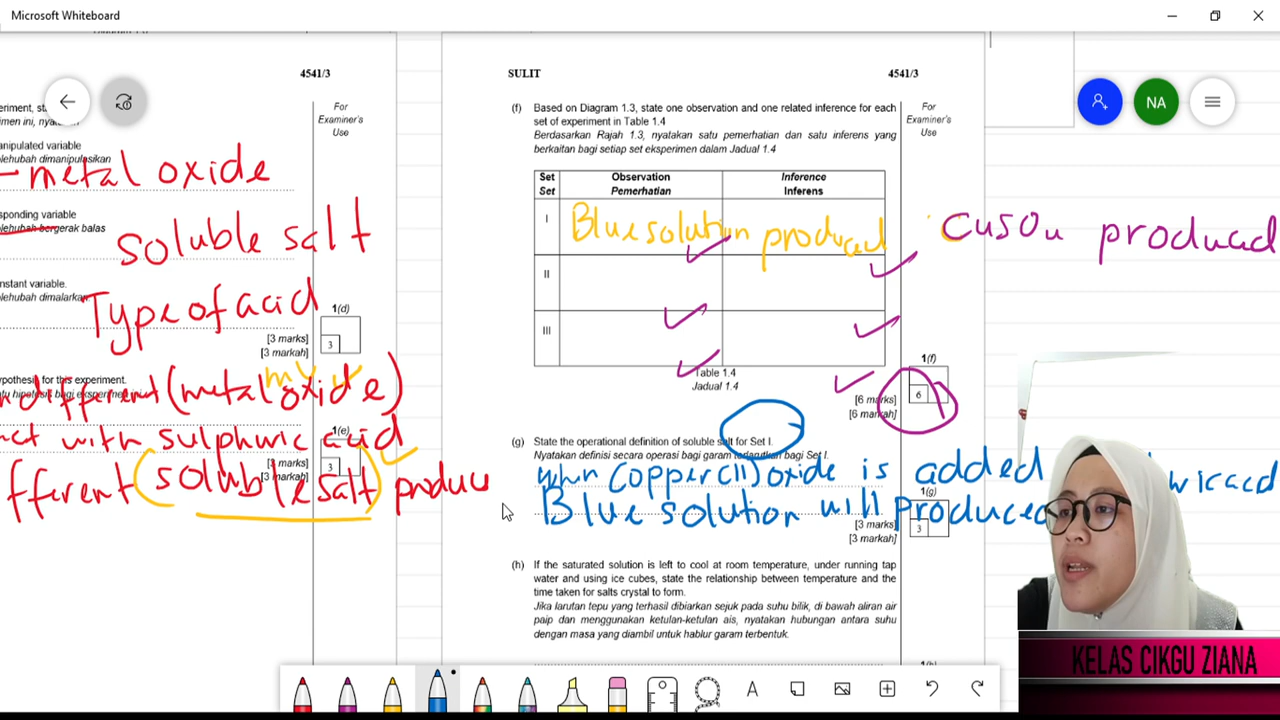 Microsoft Whiteboard
4541/3
For
Examiner's
Use
metal oxide
soluble salt
Type of acid
1(d)
3
[3 marks]
[3 markah]
ypothesis for this experiment.
different (metal oxide)
mv
1(e)
with sulphuric acid
3
[3 marks]
[3 markah]
fferent (soluble salt) produc
SULIT
4541/3
For
Examiner's
Use
(f) Based on Diagram 1.3, state one observation and one related inference for each
set of experiment in Table 1.4
Berdasarkan Rajah 1.3, nyatakan satu pemerhatian dan satu inferens yang
berkaitan bagi setiap set eksperimen dalam Jadual 1.4
Set Observation Inference
Set Pemerhatian Inferens
I Blue solution produced CuSO4 produced
II
III
Table 1.4
Jadual 1.4
1(f)
6
[6 marks]
[6 markah]
(g) State the operational definition of soluble salt for Set I.
Nyatakan definisi secara operasi bagi garam terlarutkan bagi Set I.
when Copper(II) oxide is added
Blue solution will produced
1(g)
3
[3 marks]
[3 markah]
(h) If the saturated solution is left to cool at room temperature, under running tap
water and using ice cubes, state the relationship between temperature and the
time taken for salts crystal to form.
Jika larutan tepu yang terhasil dibiarkan sejuk pada suhu bilik, di bawah aliran air
paip dan menggunakan ketulan-ketulan ais, nyatakan hubungan antara suhu
dengan masa yang diambil untuk hablur garam terbentuk.
NA
KELAS CIKGU ZIANA